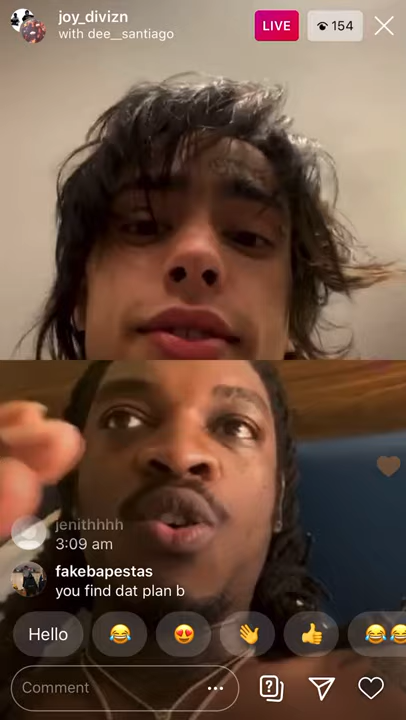 joy_divizn
with dee__santiago
LIVE
154
jenithhhh
3:09 am
fakebapestas
you find dat plan b
Hello
Comment